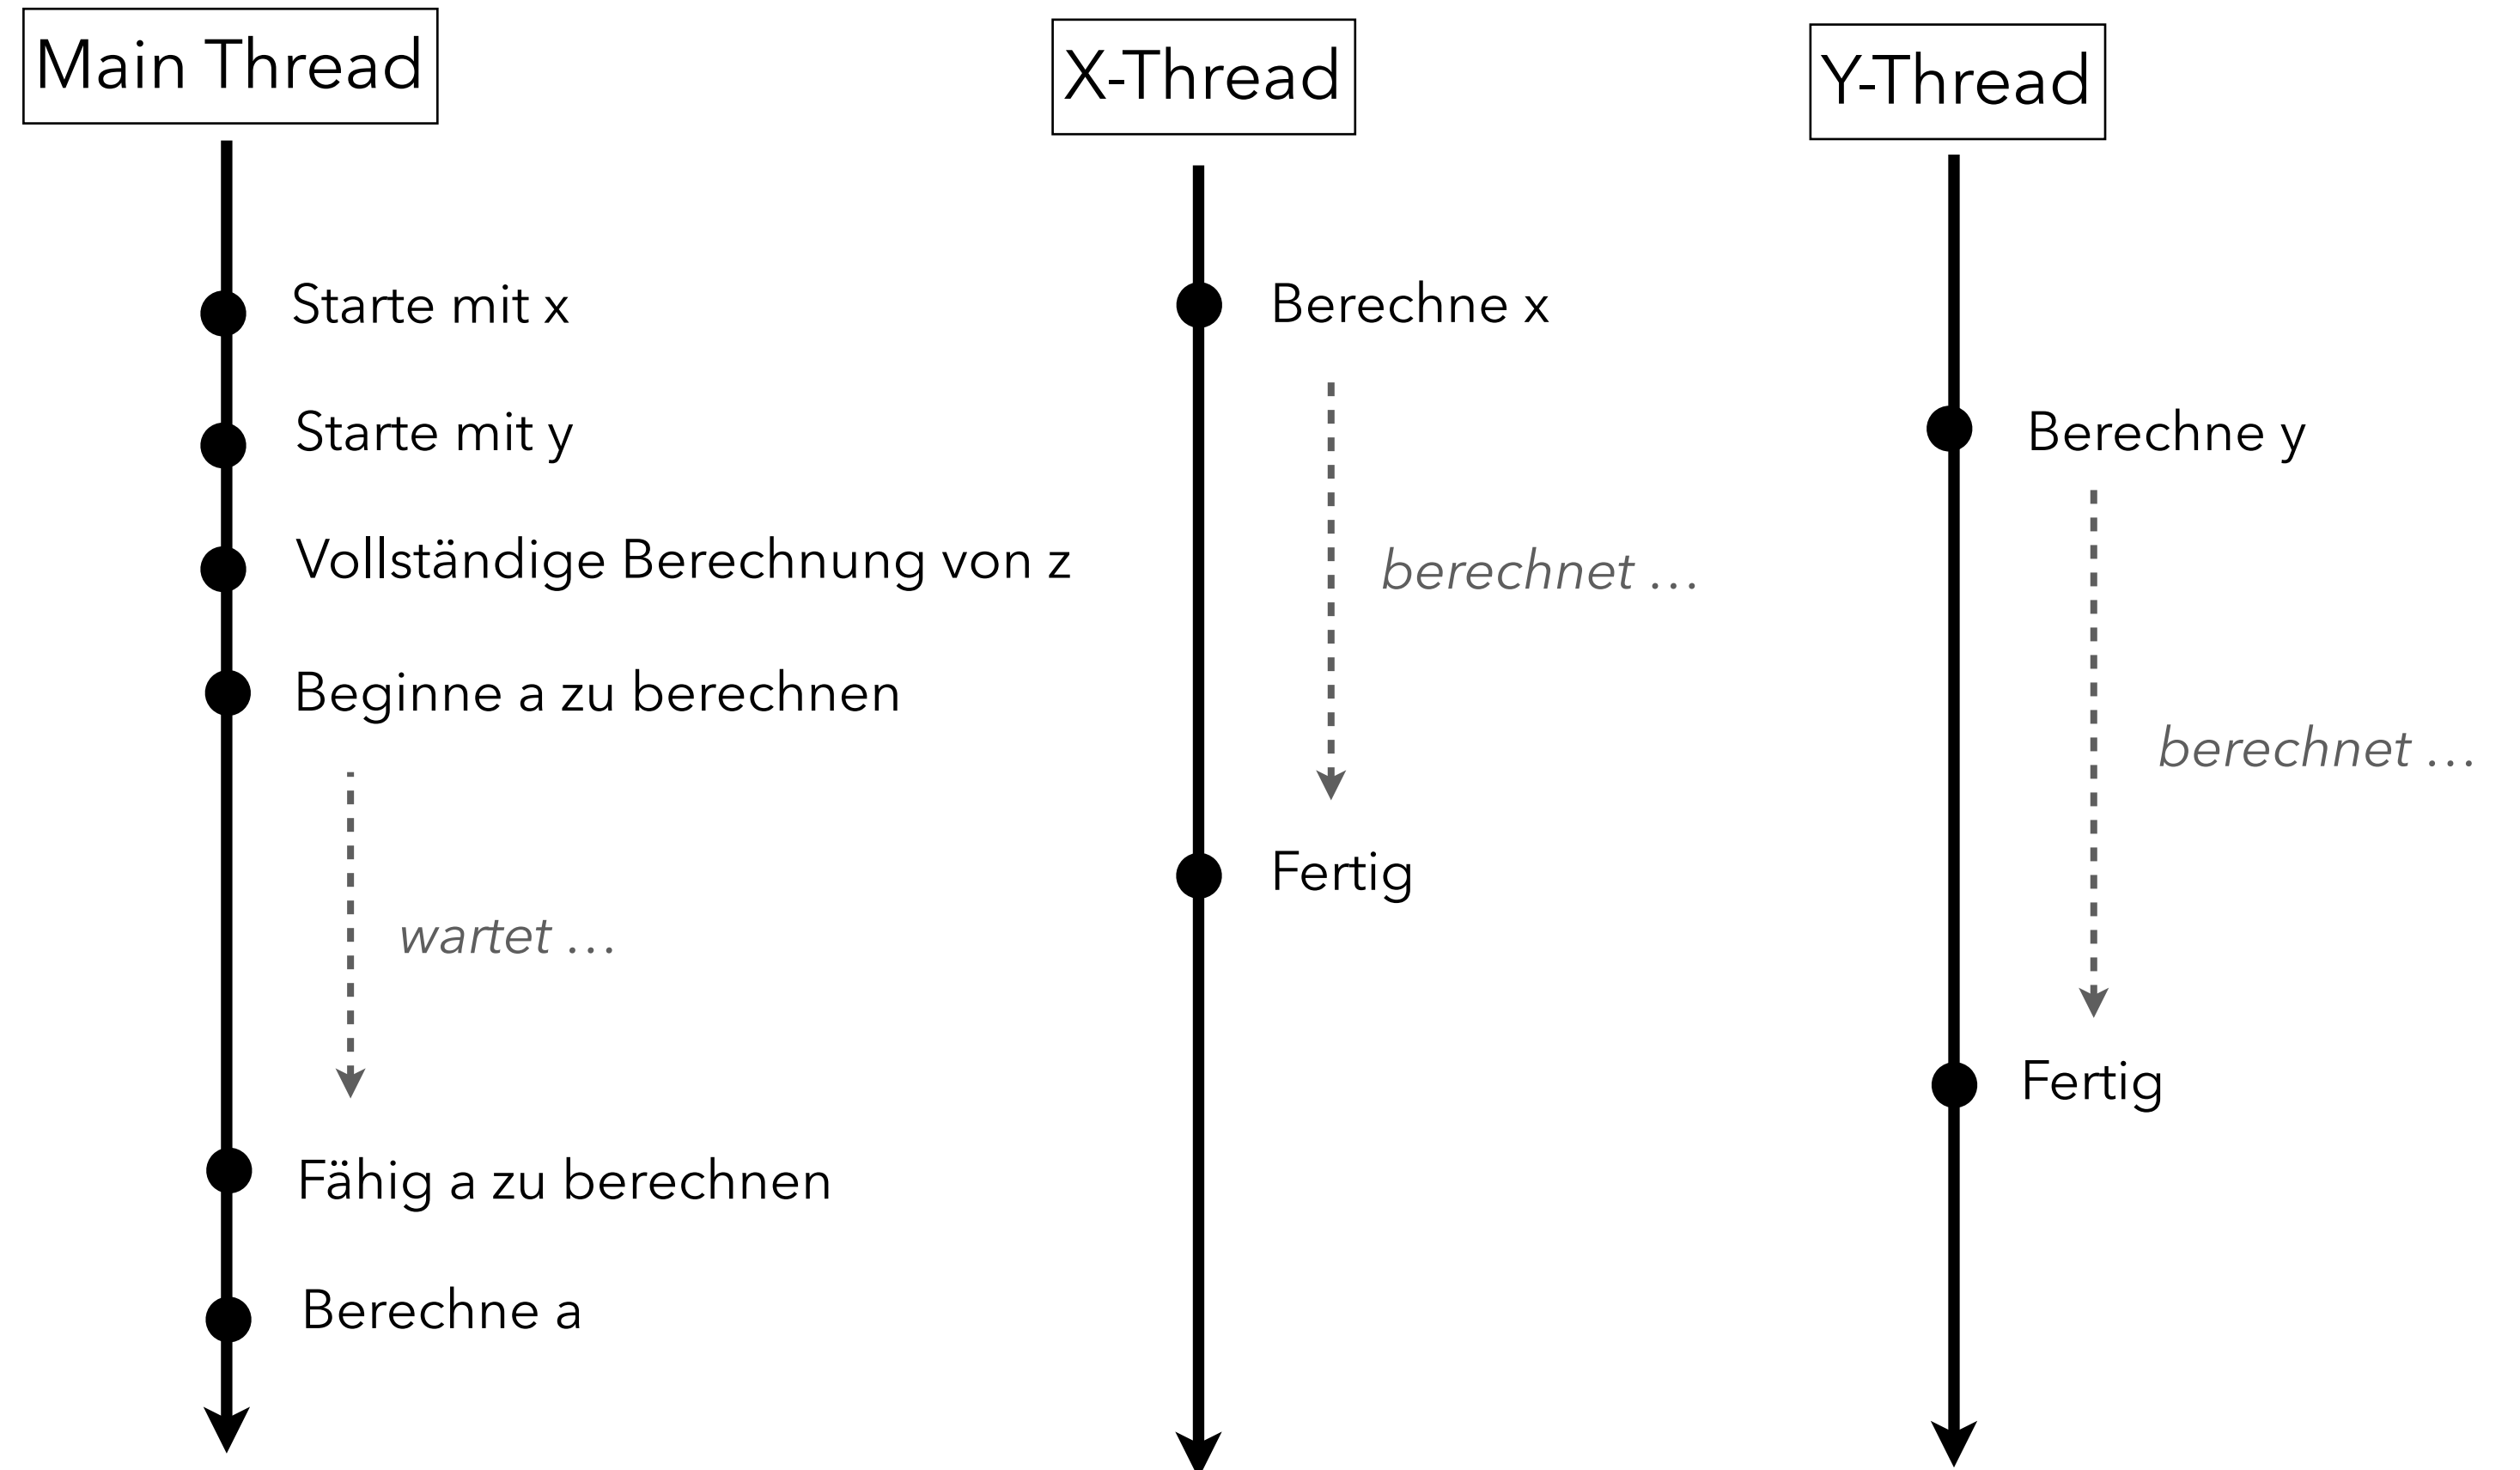 Main Thread
Starte mit x
Starte mit y
Vollständige Berechnung von z
Beginne a zu berechnen
wartet ...
Fähig a zu berechnen
Berechne a
X-Thread
Berechne x
berechnet ...
Fertig
Y-Thread
Berechne y
berechnet ...
Fertig